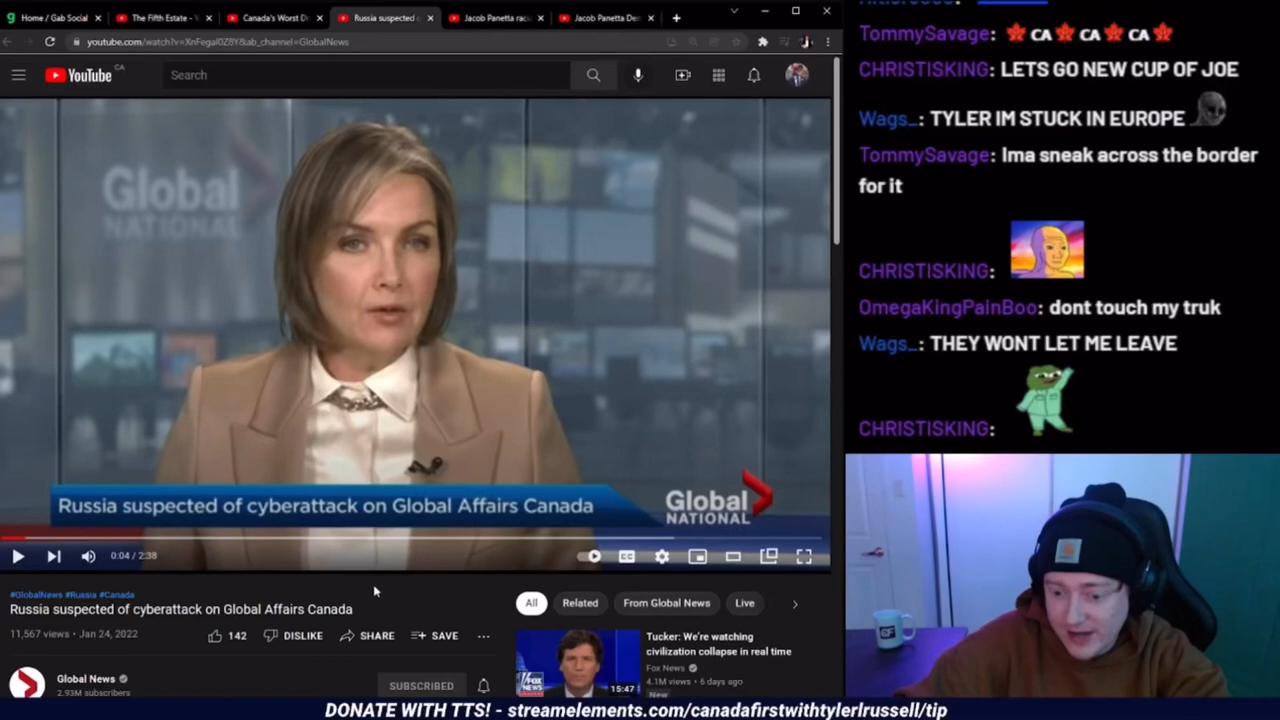 Home / Gab Social
The Fifth Estate - Y
Canada's Worst D
Russia suspected o
Jacob Panetta rac
Jacob Panetta De
youtube.com/watch?v=XnFegal0Z8Y&ab_channel=GlobalNews
YouTube CA
Search
Global
NATIONAL
Russia suspected of cyberattack on Global Affairs Canada
Global
NATIONAL
0:04 / 2:38
CC
#GlobalNews #Russia #Canada
Russia suspected of cyberattack on Global Affairs Canada
11,567 views • Jan 24, 2022
142
DISLIKE
SHARE
SAVE
Global News
2.93M subscribers
SUBSCRIBED
All
Related
From Global News
Live
Tucker: We're watching
civilization collapse in real time
Fox News
4.1M views • 6 days ago
New
FOX
NEWS
15:47
TommySavage: CA CA CA
CHRISTISKING: LETS GO NEW CUP OF JOE
Wags_: TYLER IM STUCK IN EUROPE
TommySavage: Ima sneak across the border
for it
CHRISTISKING:
OmegaKingPainBoo: dont touch my truk
Wags_: THEY WONT LET ME LEAVE
CHRISTISKING:
CF
DONATE WITH TTS! - streamelements.com/canadafirstwithtylerlrussell/tip